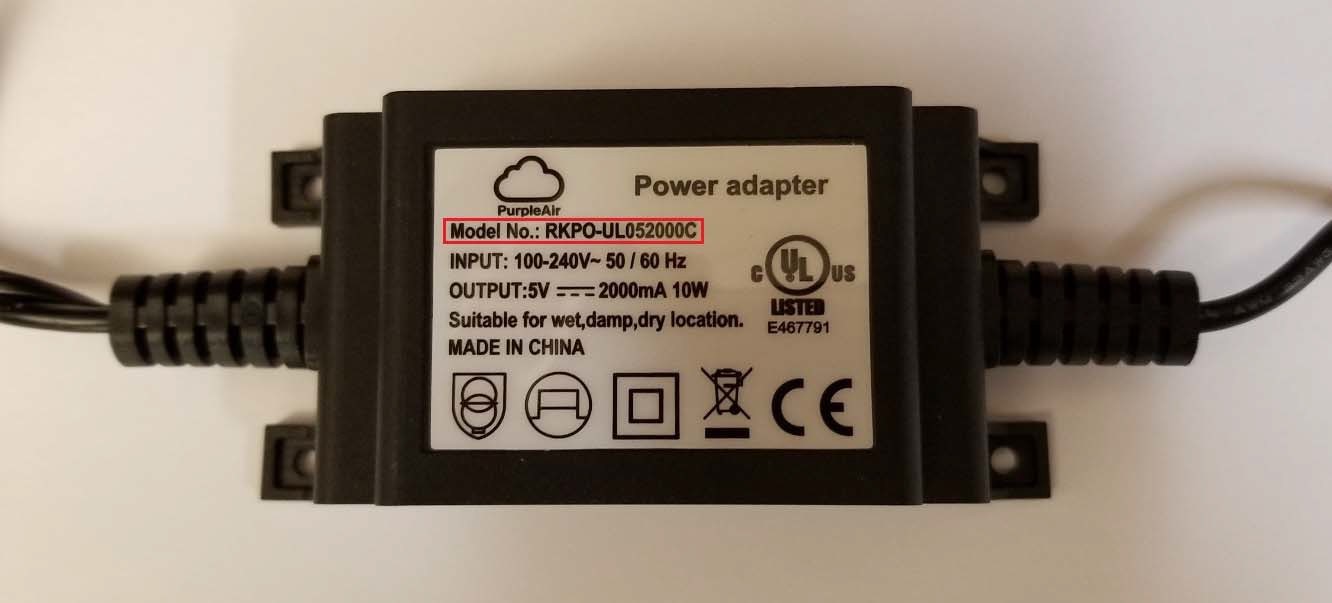 PurpleAir
Power adapter
Model No.: RKPO-UL052000C
INPUT: 100-240V~ 50 / 60 Hz
OUTPUT:5V ⎓ 2000mA 10W
Suitable for wet,damp,dry location.
MADE IN CHINA
C UL US
LISTED
E467791
CE